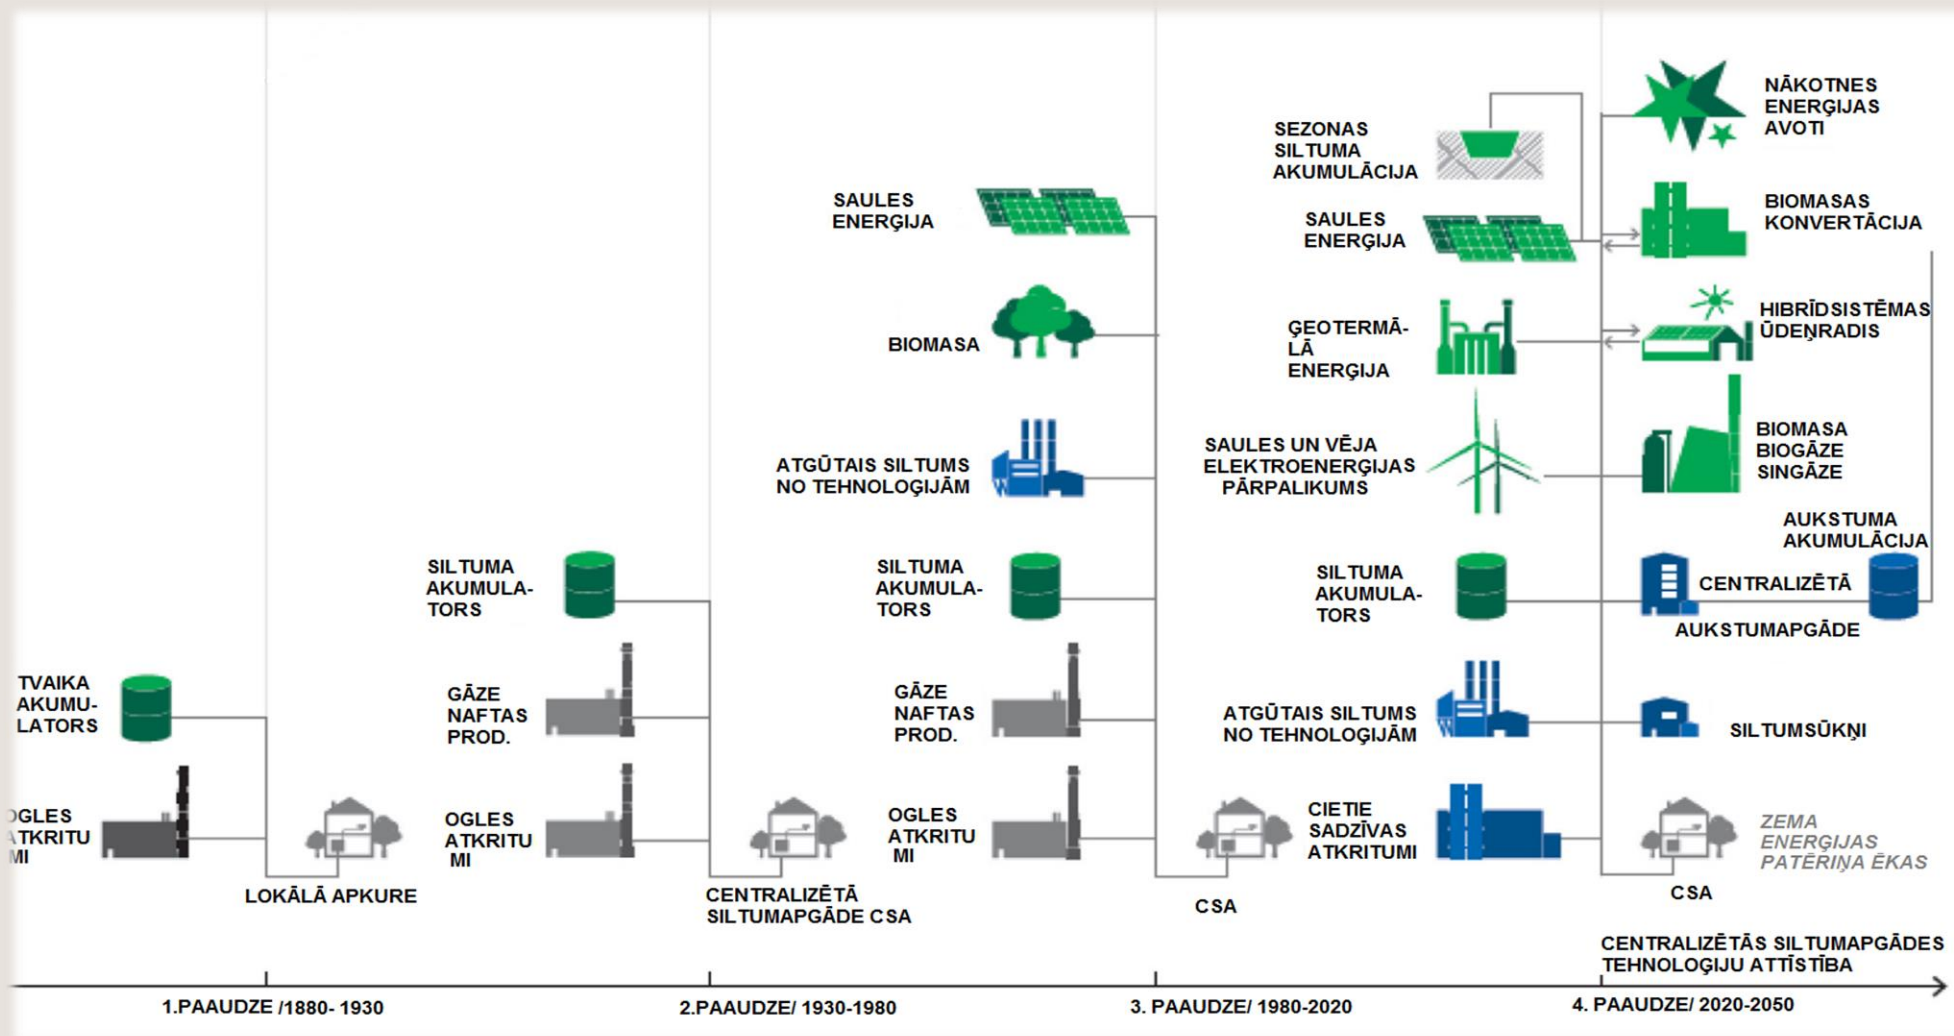 TVAIKA
AKUMU-
LATORS
OGLES
ATKRITU
MI
LOKĀLĀ APKURE
SILTUMA
AKUMULA-
TORS
GĀZE
NAFTAS
PROD.
OGLES
ATKRITU
MI
CENTRALIZĒTĀ
SILTUMAPGĀDE CSA
SAULES
ENERĢIJA
BIOMASA
ATGŪTAIS SILTUMS
NO TEHNOLOĢIJĀM
SILTUMA
AKUMULA-
TORS
GĀZE
NAFTAS
PROD.
OGLES
ATKRITU
MI
CSA
SEZONAS
SILTUMA
AKUMULĀCIJA
SAULES
ENERĢIJA
ĢEOTERMĀ-
LĀ
ENERĢIJA
SAULES UN VĒJA
ELEKTROENERĢIJAS
PĀRPALIKUMS
SILTUMA
AKUMULA-
TORS
ATGŪTAIS SILTUMS
NO TEHNOLOĢIJĀM
CIETIE
SADZĪVAS
ATKRITUMI
NĀKOTNES
ENERĢIJAS
AVOTI
BIOMASAS
KONVERTĀCIJA
HIBRĪDSISTĒMAS
ŪDEŅRADIS
BIOMASA
BIOGĀZE
SINGĀZE
AUKSTUMA
AKUMULĀCIJA
CENTRALIZĒTĀ
AUKSTUMAPGĀDE
SILTUMSŪKŅI
ZEMA
ENERĢIJAS
PATĒRIŅA ĒKAS
CSA
CENTRALIZĒTĀS SILTUMAPGĀDES
TEHNOLOĢIJU ATTĪSTĪBA
1.PAAUDZE /1880- 1930
2.PAAUDZE/ 1930-1980
3. PAAUDZE/ 1980-2020
4. PAAUDZE/ 2020-2050